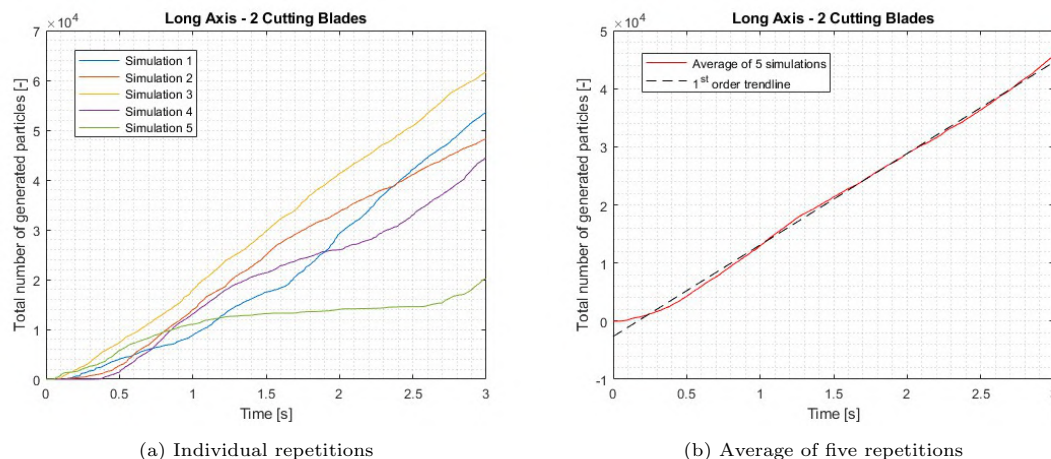 Long Axis - 2 Cutting Blades
×10⁴
7
6
5
4
3
2
1
0
Total number of generated particles [-]
Simulation 1
Simulation 2
Simulation 3
Simulation 4
Simulation 5
0 0.5 1 1.5 2 2.5 3
Time [s]
(a) Individual repetitions
Long Axis - 2 Cutting Blades
×10⁴
5
4
3
2
1
0
-1
Total number of generated particles [-]
Average of 5 simulations
1st order trendline
0 0.5 1 1.5 2 2.5 3
Time [s]
(b) Average of five repetitions